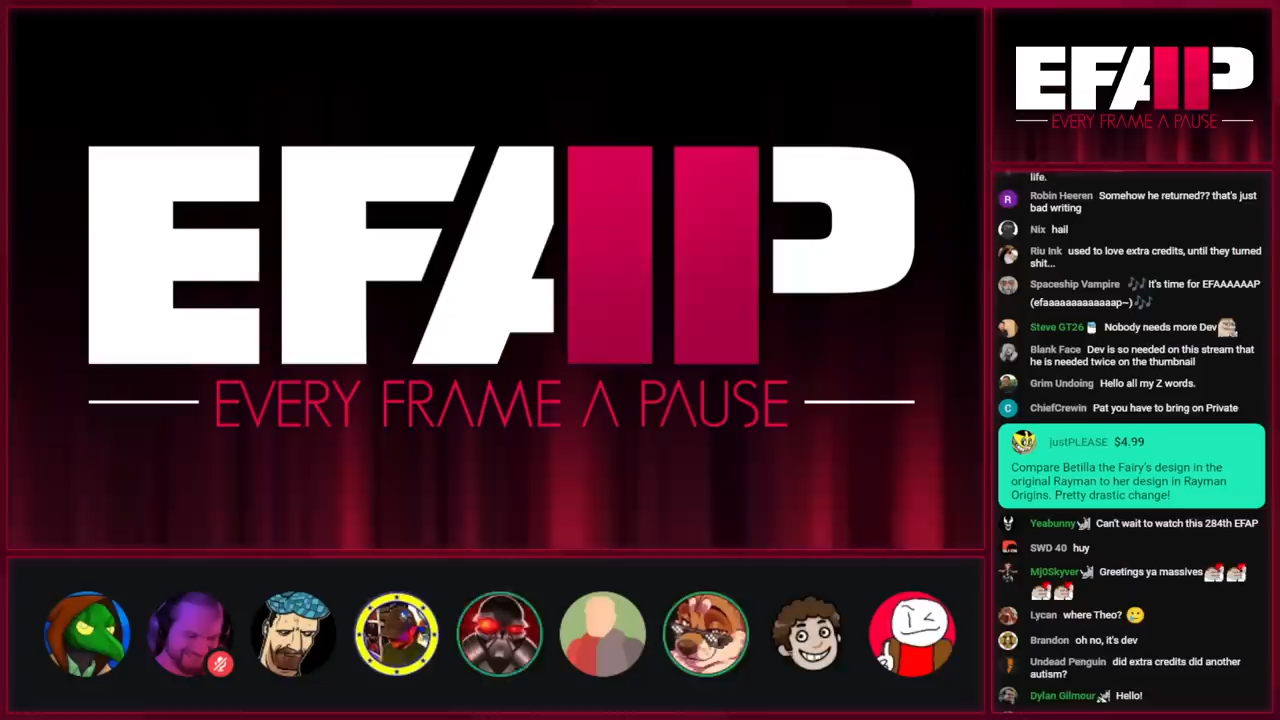 EFAP
EVERY FRAME A PAUSE
EFAP
EVERY FRAME A PAUSE
life.
Robin Heeren Somehow he returned?? that's just
bad writing
Nix hail
Riu Ink used to love extra credits, until they turned
shit...
Spaceship Vampire 🎶It's time for EFAAAAAAP
(efaaaaaaaaaaaap~)🎶
Steve GT26 Nobody needs more Dev
Blank Face Dev is so needed on this stream that
he is needed twice on the thumbnail
Grim Undoing Hello all my Z words.
C ChiefCrewin Pat you have to bring on Private
justPLEASE $4.99
Compare Betilla the Fairy's design in the
original Rayman to her design in Rayman
Origins. Pretty drastic change!
Yeabunny Can't wait to watch this 284th EFAP
SWD 40 huy
Mj0Skyver Greetings ya massives
Lycan where Theo? 🥲
Brandon oh no, it's dev
Undead Penguin did extra credits did another
autism?
Dylan Gilmour Hello!